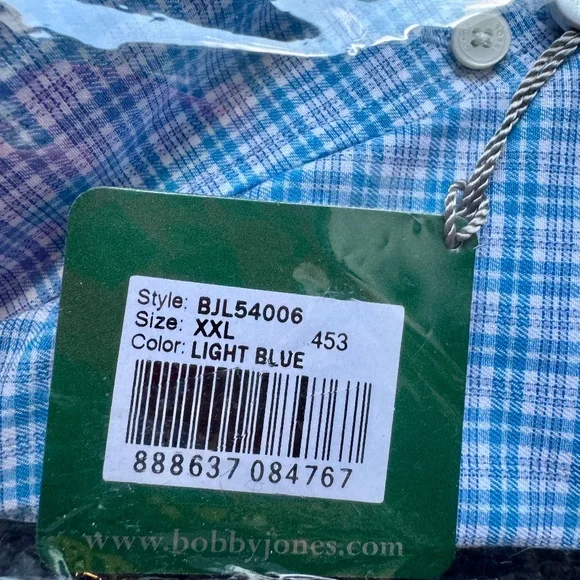 Style: BJL54006
Size: XXL 453
Color: LIGHT BLUE
888637 084767
www.bobbyjones.com